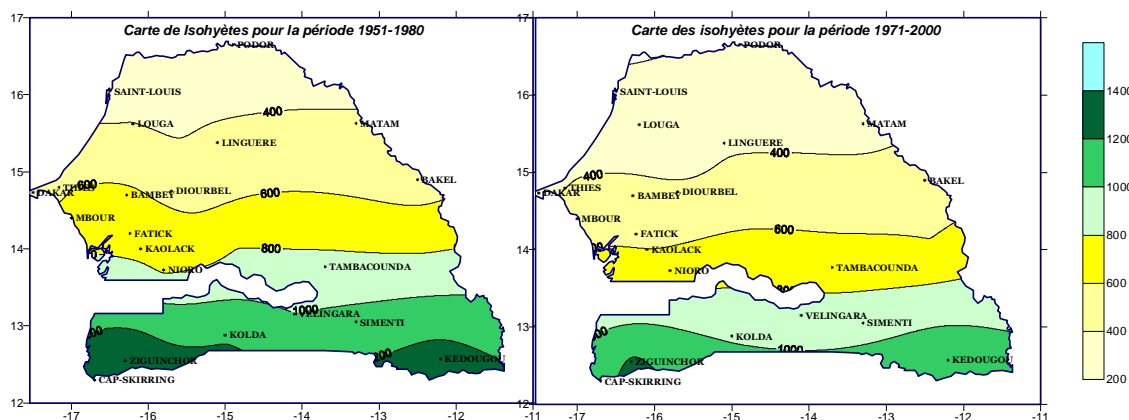 Carte de Isohyètes pour la période 1951-1980
PODOR
SAINT-LOUIS
400
LOUGA
MATAM
LINGUERE
BAKEL
600
THIES
DAKAR
BAMBEY
DIOURBEL
600
MBOUR
FATICK
KAOLACK
800
NIORO
TAMBACOUNDA
1000
VELINGARA
SIMENTI
KOLDA
ZIGUINCHOR
KEDOUGOU
CAP-SKIRRING
17
16
15
14
13
12
-17
-16
-15
-14
-13
-12
-11
Carte des isohyètes pour la période 1971-2000
PODOR
SAINT-LOUIS
LOUGA
MATAM
LINGUERE
400
400
BAKEL
THIES
DAKAR
BAMBEY
DIOURBEL
MBOUR
FATICK
600
KAOLACK
NIORO
TAMBACOUNDA
VELINGARA
SIMENTI
KOLDA
1000
ZIGUINCHOR
KEDOUGOU
CAP-SKIRRING
17
16
15
14
13
12
-17
-16
-15
-14
-13
-12
-11
1400
1200
1000
800
600
400
200